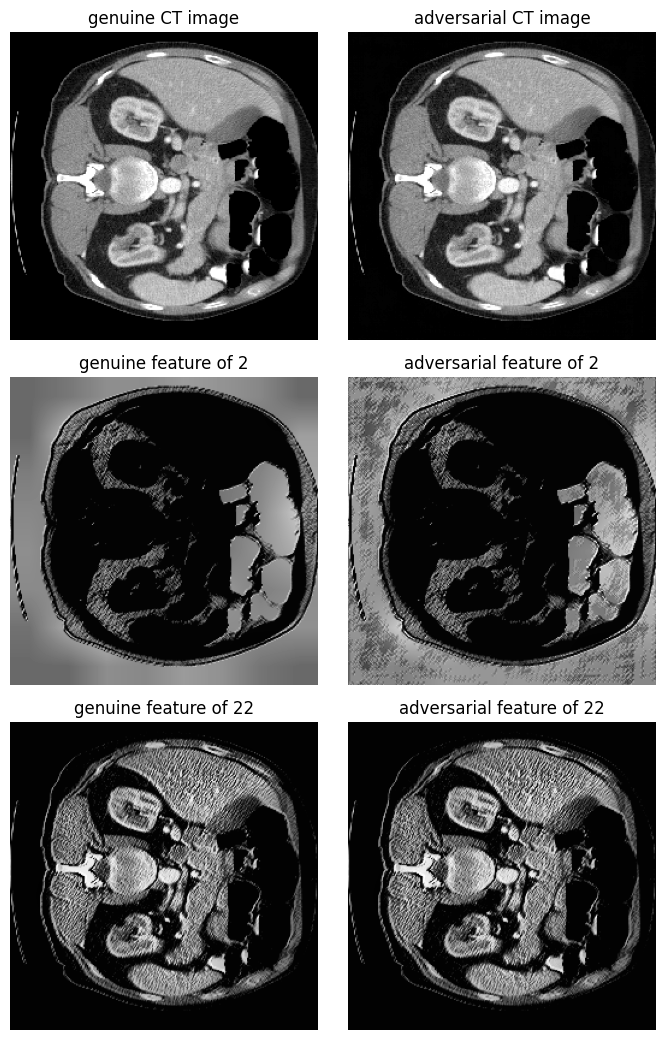 genuine CT image
adversarial CT image
genuine feature of 2
adversarial feature of 2
genuine feature of 22
adversarial feature of 22